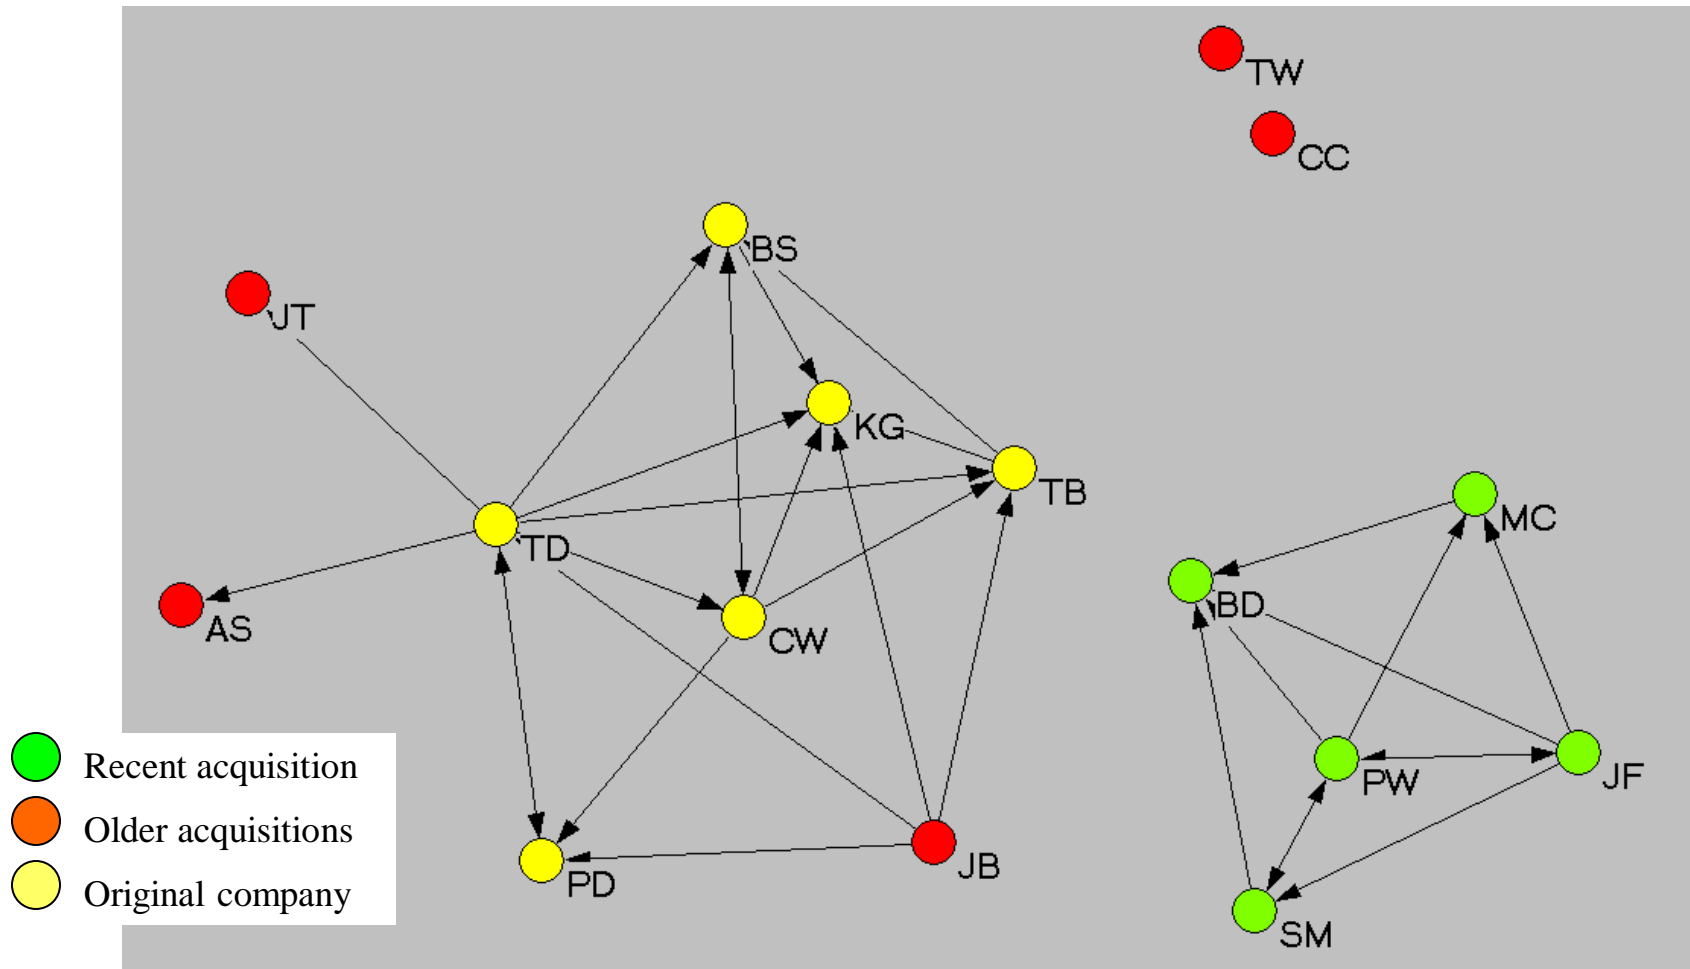 TW
CC
BS
JT
KG
TB
MC
TD
BD
AS
CW
PW
JF
JB
PD
SM
Recent acquisition
Older acquisitions
Original company